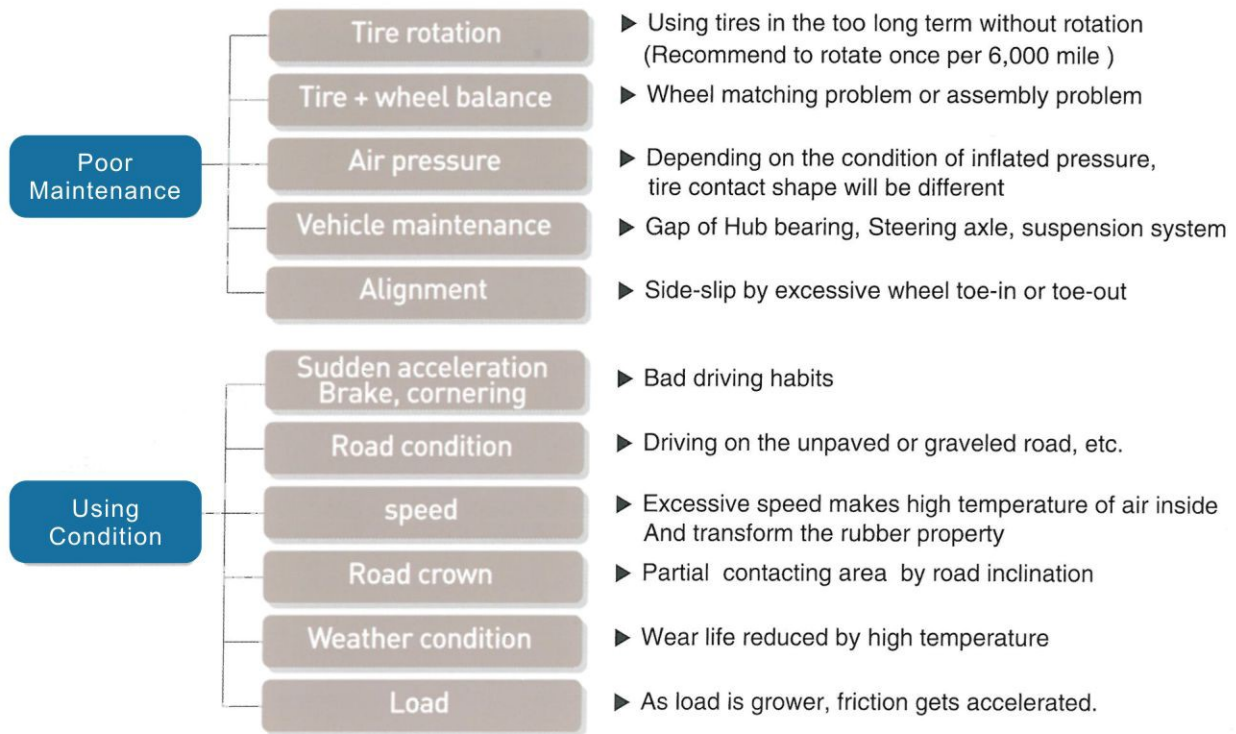 Poor
Maintenance
Tire rotation
▶ Using tires in the too long term without rotation
(Recommend to rotate once per 6,000 mile )
Tire + wheel balance
▶ Wheel matching problem or assembly problem
Air pressure
▶ Depending on the condition of inflated pressure,
tire contact shape will be different
Vehicle maintenance
▶ Gap of Hub bearing, Steering axle, suspension system
Alignment
▶ Side-slip by excessive wheel toe-in or toe-out
Using
Condition
Sudden acceleration
Brake, cornering
▶ Bad driving habits
Road condition
▶ Driving on the unpaved or graveled road, etc.
speed
▶ Excessive speed makes high temperature of air inside
And transform the rubber property
Road crown
▶ Partial contacting area by road inclination
Weather condition
▶ Wear life reduced by high temperature
Load
▶ As load is grower, friction gets accelerated.